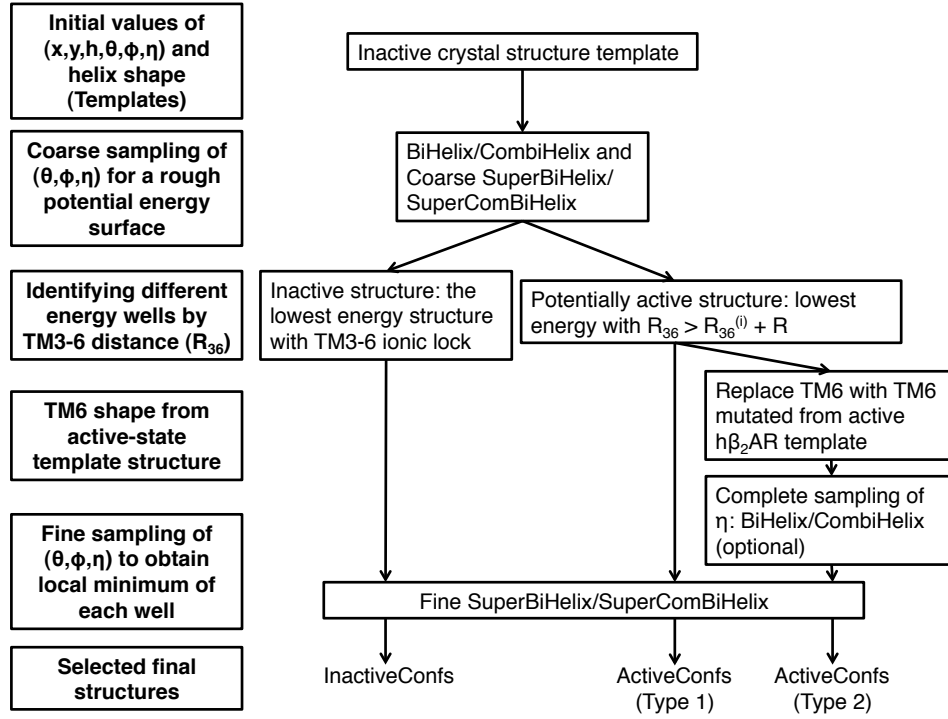 Initial values of
(x,y,h,θ,ϕ,η) and
helix shape
(Templates)
Inactive crystal structure template
Coarse sampling of
(θ,ϕ,η) for a rough
potential energy
surface
BiHelix/CombiHelix and
Coarse SuperBiHelix/
SuperComBiHelix
Identifying different
energy wells by
TM3-6 distance (R₃₆)
Inactive structure: the
lowest energy structure
with TM3-6 ionic lock
Potentially active structure: lowest
energy with R₃₆ > R₃₆⁽ⁱ⁾ + R
TM6 shape from
active-state
template structure
Replace TM6 with TM6
mutated from active
hβ₂AR template
Complete sampling of
η: BiHelix/CombiHelix
(optional)
Fine sampling of
(θ,ϕ,η) to obtain
local minimum of
each well
Fine SuperBiHelix/SuperComBiHelix
Selected final
structures
InactiveConfs
ActiveConfs
(Type 1)
ActiveConfs
(Type 2)